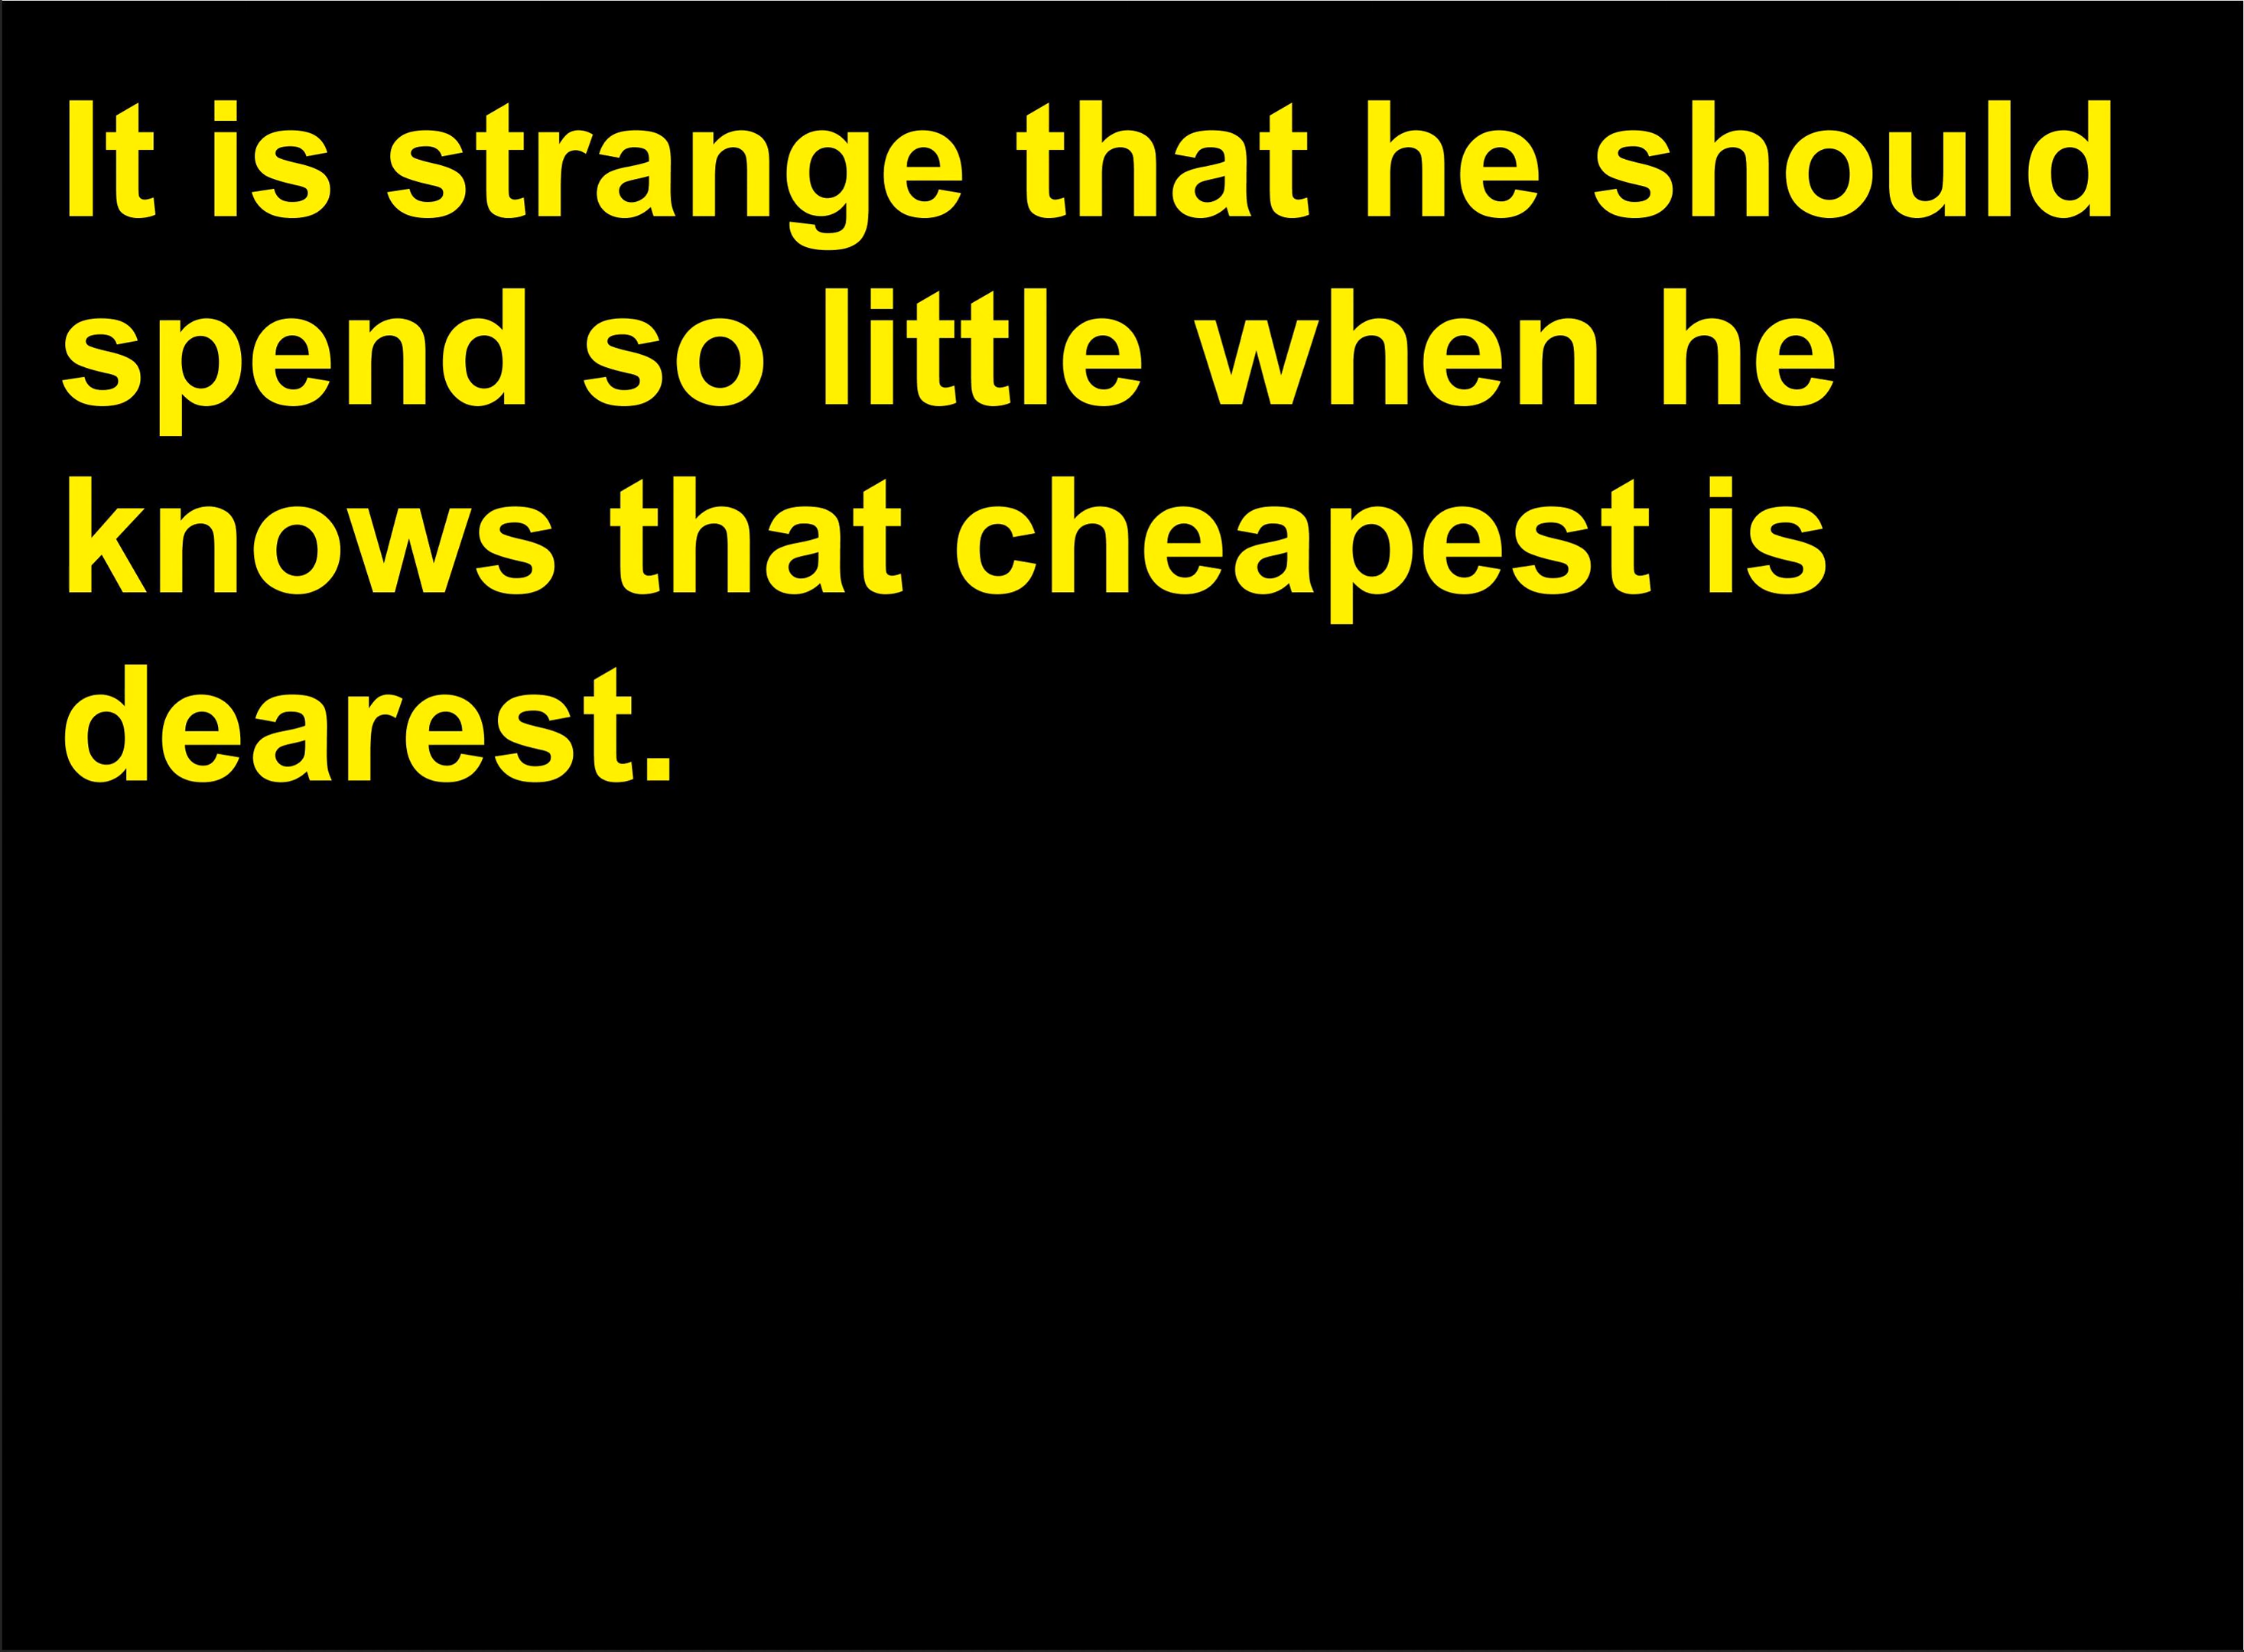 It is strange that he should
spend so little when he
knows that cheapest is
dearest.